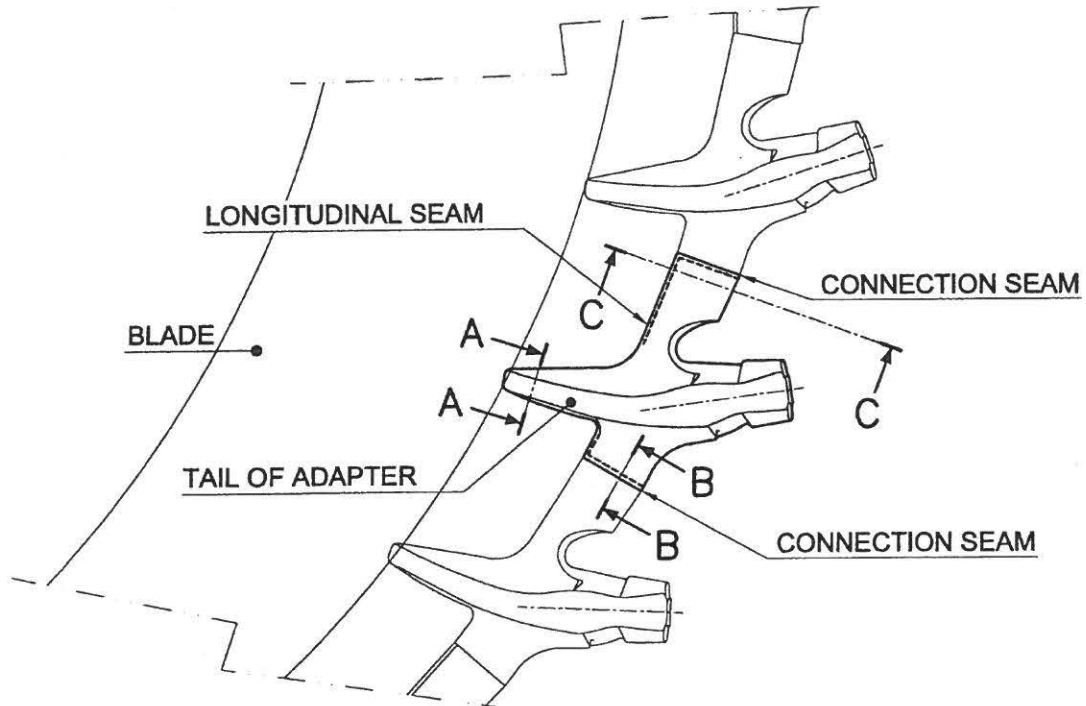 LONGITUDINAL SEAM
C
CONNECTION SEAM
BLADE
A
C
A
TAIL OF ADAPTER
B
B
CONNECTION SEAM